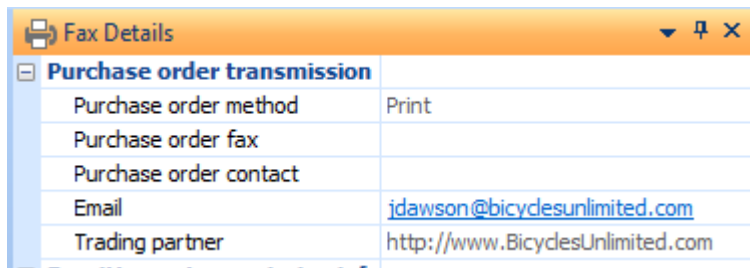 Fax Details
Purchase order transmission
Purchase order method Print
Purchase order fax
Purchase order contact
Email jdawson@bicyclesunlimited.com
Trading partner http://www.BicyclesUnlimited.com